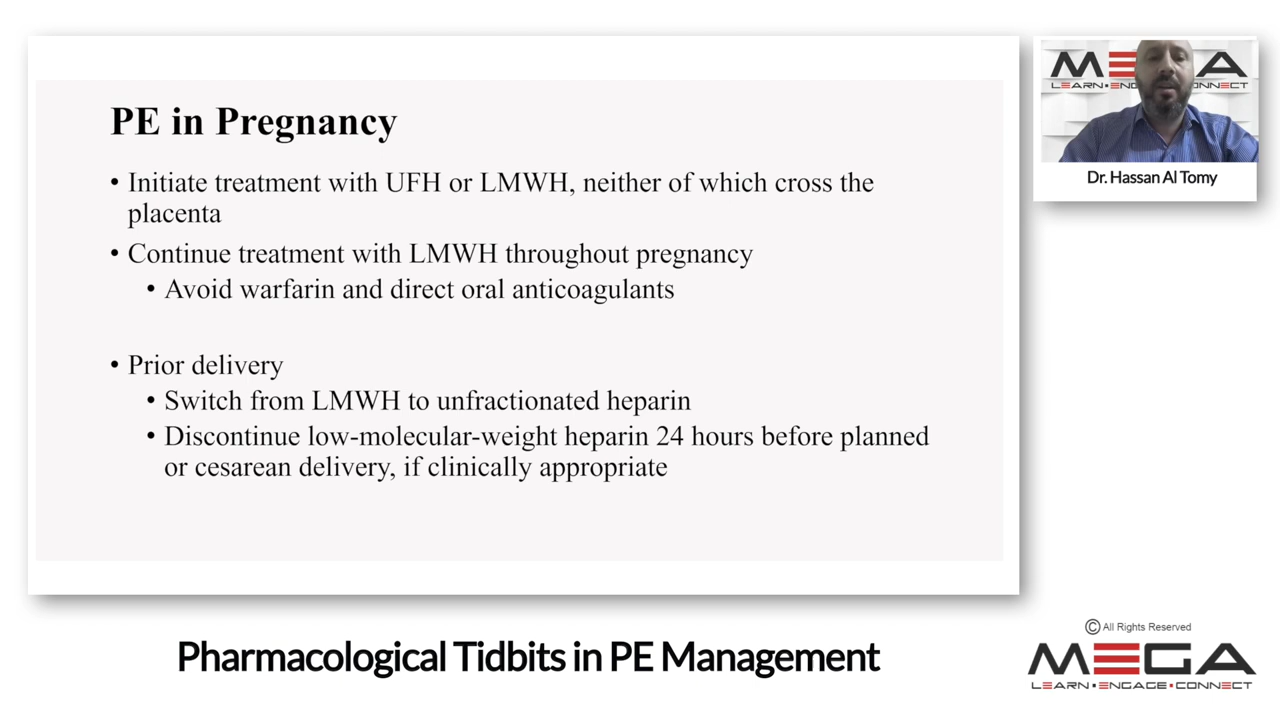 PE in Pregnancy
• Initiate treatment with UFH or LMWH, neither of which cross the
placenta
• Continue treatment with LMWH throughout pregnancy
• Avoid warfarin and direct oral anticoagulants
• Prior delivery
• Switch from LMWH to unfractionated heparin
• Discontinue low-molecular-weight heparin 24 hours before planned
or cesarean delivery, if clinically appropriate
Dr. Hassan Al Tomy
Pharmacological Tidbits in PE Management
© All Rights Reserved
MEGA
LEARN•ENGAGE•CONNECT